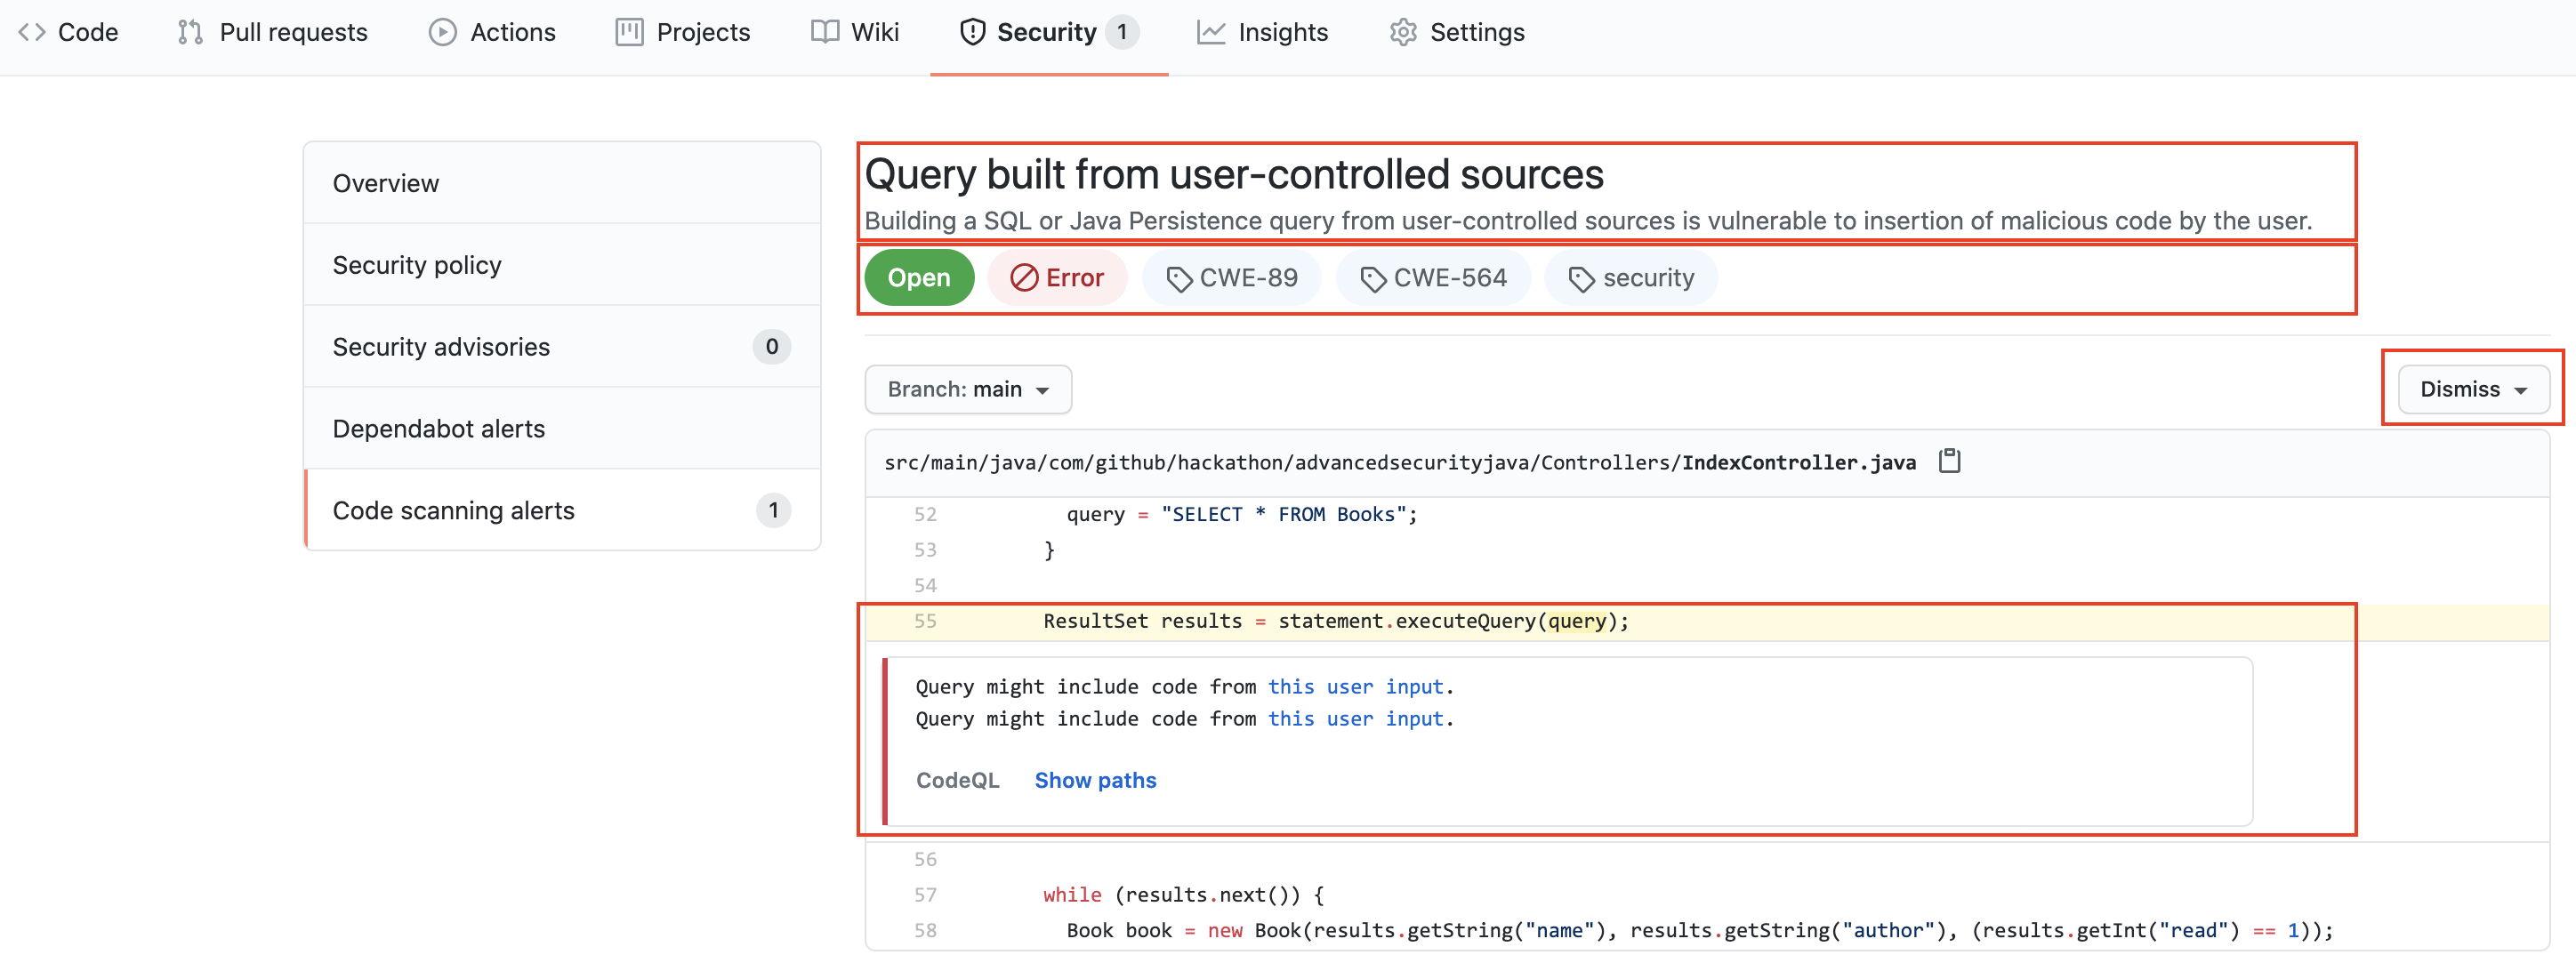 Code Pull requests Actions Projects Wiki Security 1 Insights Settings
Overview
Security policy
Security advisories 0
Dependabot alerts
Code scanning alerts 1
Query built from user-controlled sources
Building a SQL or Java Persistence query from user-controlled sources is vulnerable to insertion of malicious code by the user.
Open Error CWE-89 CWE-564 security
Branch: main Dismiss
src/main/java/com/github/hackathon/advancedsecurityjava/Controllers/IndexController.java
52 query = "SELECT * FROM Books";
53 }
54
55 ResultSet results = statement.executeQuery(query);
Query might include code from this user input.
Query might include code from this user input.
CodeQL Show paths
56
57 while (results.next()) {
58 Book book = new Book(results.getString("name"), results.getString("author"), (results.getInt("read") == 1));